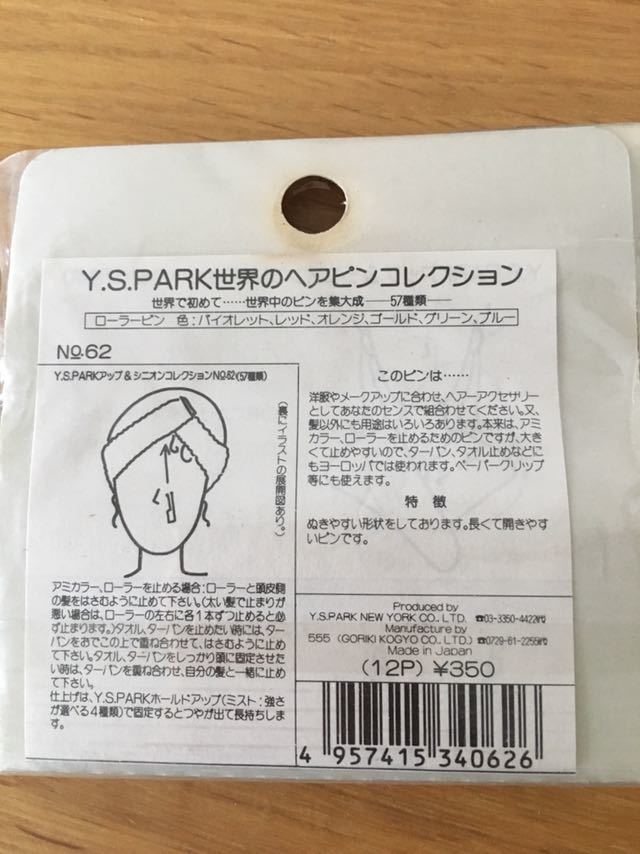 Y.S.PARK世界のヘアピンコレクション
世界で初めて……世界中のピンを集大成——57種類——
ローラーピン 色:バイオレット、レッド、オレンジ、ゴールド、グリーン、ブルー
No.62
Y.S.PARKアップ&シニオンコレクションNo.62(57種類)
(裏にイラストの展開図あり。)
アミカラー、ローラーを止める場合:ローラーと頭皮側
の髪をはさむように止めて下さい。(太い髪で止まりが
悪い場合は、ローラーの左右に各1本ずつ止めると必
ず止まります。)タオル、ターバンを止めたい時には、ター
バンをおでこの上で重ね合わせて、はさむように止め
て下さい。タオル、ターバンをしっかり頭に固定させた
い時は、ターバンを重ね合わせ、自分の髪と一緒に止め
て下さい。
仕上げは、Y.S.PARKホールドアップ(ミスト:強さ
が選べる4種類)で固定するとつやが出て長持ちしま
す。
このピンは……
洋服やメークアップに合わせ、ヘアーアクセサリー
としてあなたのセンスで組合わせてください。又、
髪以外にも用途はいろいろあります。本来は、アミ
カラー、ローラーを止めるためのピンですが、大き
くて止めやすいので、ターバン、タオル止めなどに
もヨーロッパでは使われます。ペーパークリップ
等にも使えます。
特徴
ぬきやすい形状をしております。長くて開きやす
いピンです。
Produced by
Y.S.PARK NEW YORK CO., LTD. ☎03-3350-4422㈹
Manufacture by
555 (GORIKI KOGYO CO., LTD.) ☎0729-61-2255㈹
Made in Japan
(12P) ¥350
4 957415 340626